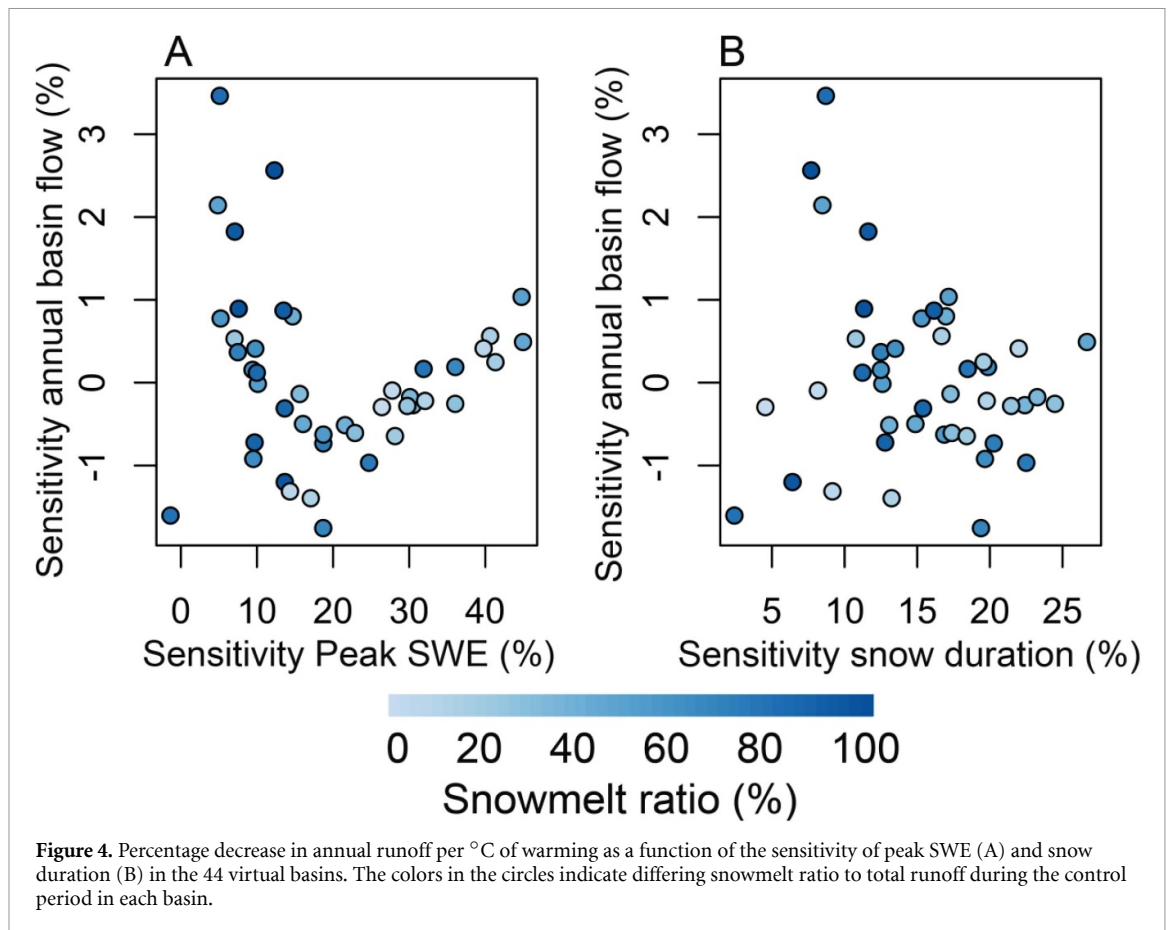 A
B
Sensitivity annual basin flow (%)
3
2
1
0
-1
0 10 20 30 40
Sensitivity Peak SWE (%)
Sensitivity annual basin flow (%)
3
2
1
0
-1
5 10 15 20 25
Sensitivity snow duration (%)
0 20 40 60 80 100
Snowmelt ratio (%)
Figure 4. Percentage decrease in annual runoff per °C of warming as a function of the sensitivity of peak SWE (A) and snow
duration (B) in the 44 virtual basins. The colors in the circles indicate differing snowmelt ratio to total runoff during the control
period in each basin.